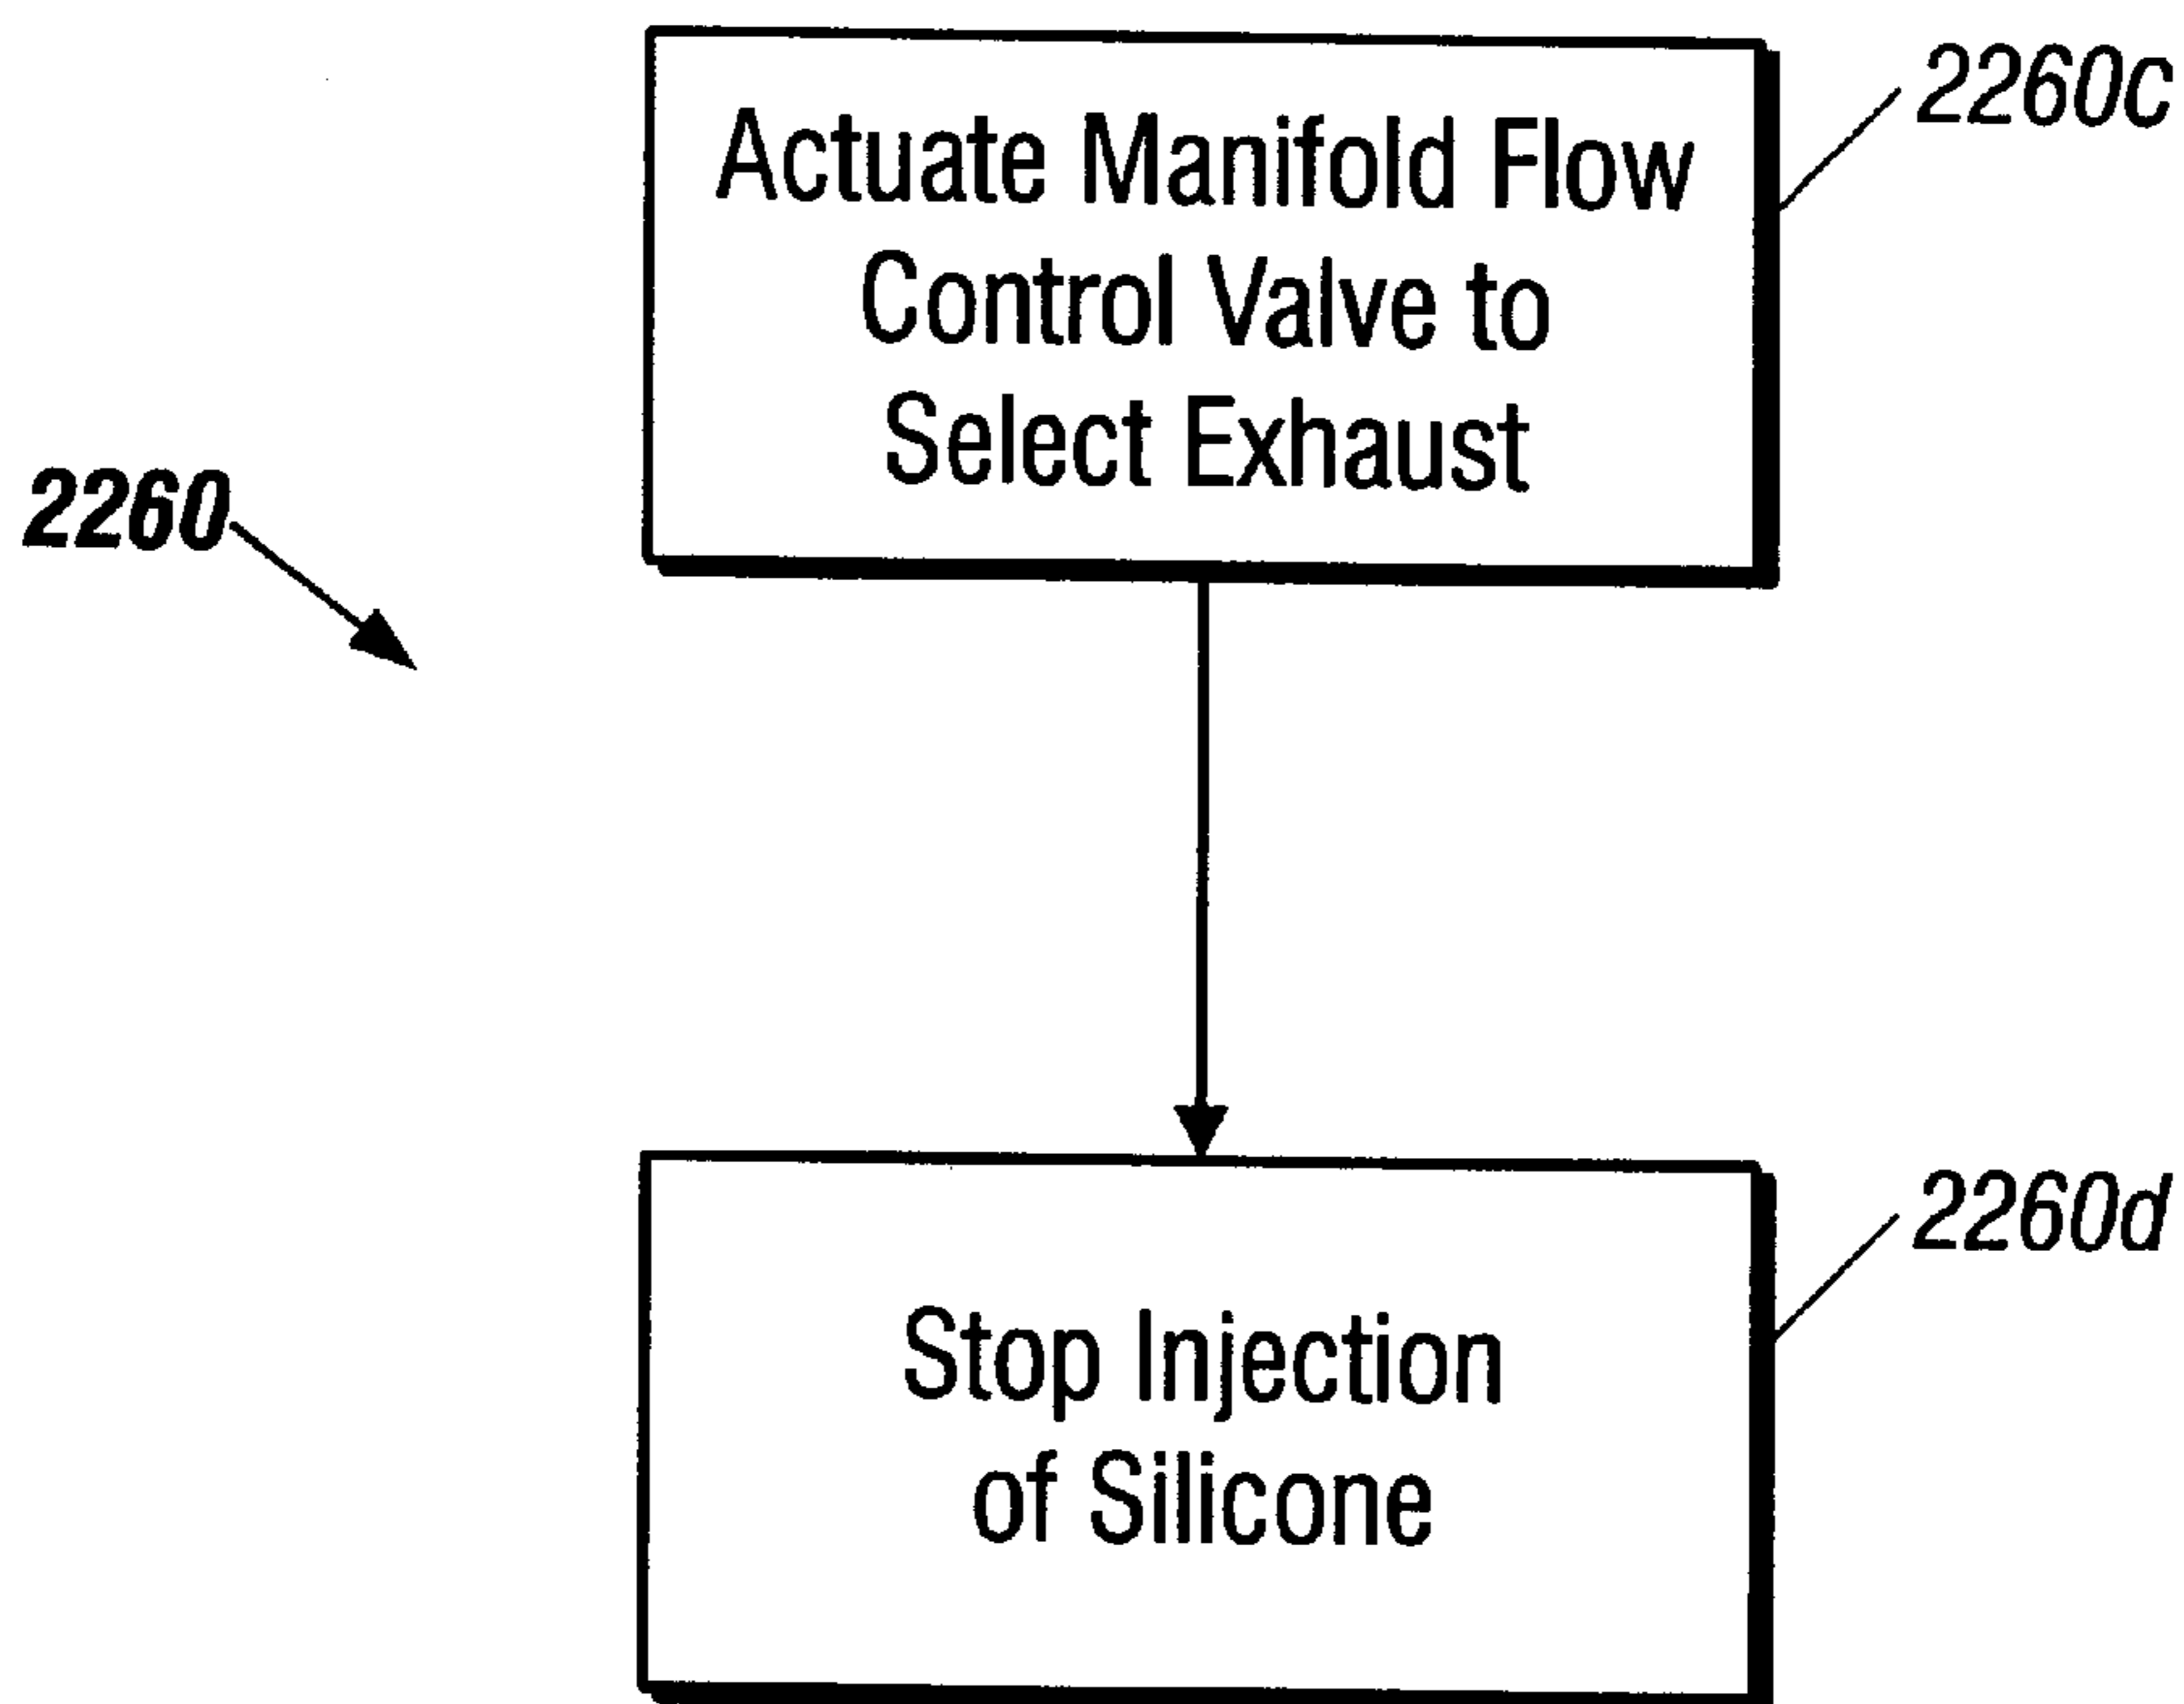 2260c
Actuate Manifold Flow
Control Valve to
Select Exhaust
2260
2260d
Stop Injection
of Silicone